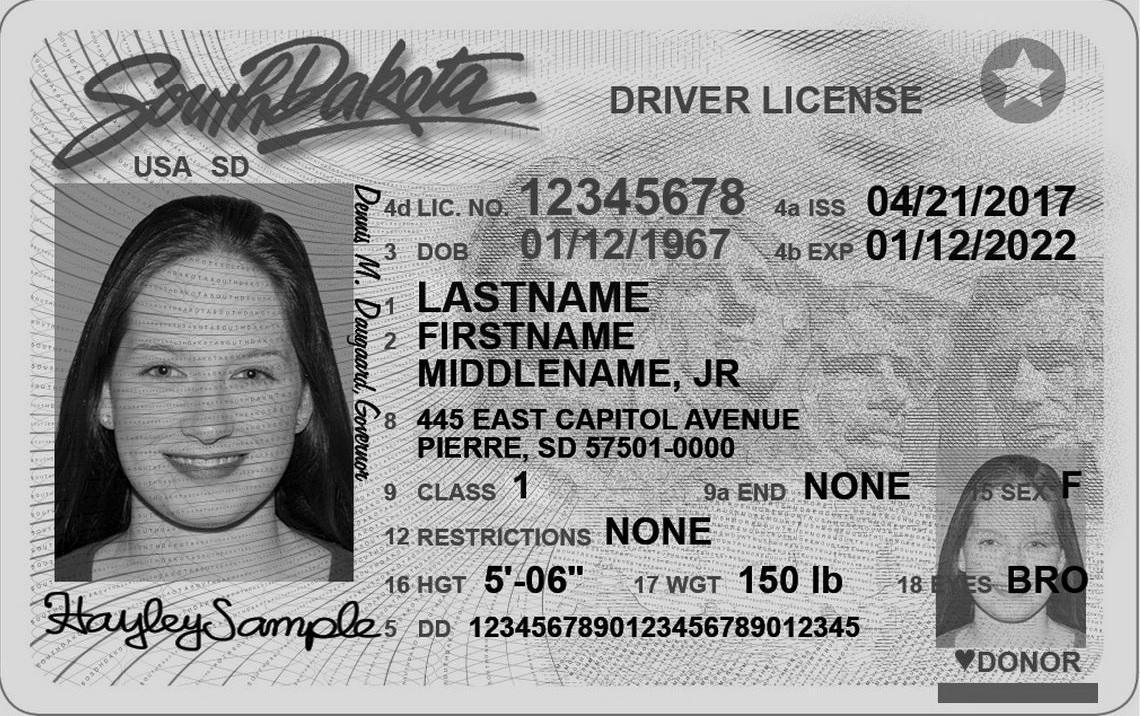 South Dakota
DRIVER LICENSE
USA SD
4d LIC. NO. 12345678 4a ISS 04/21/2017
3 DOB 01/12/1967 4b EXP 01/12/2022
1 LASTNAME
2 FIRSTNAME
MIDDLENAME, JR
8 445 EAST CAPITOL AVENUE
PIERRE, SD 57501-0000
9 CLASS 1 9a END NONE 15 SEX F
12 RESTRICTIONS NONE
16 HGT 5'-06" 17 WGT 150 lb 18 EYES BRO
5 DD 1234567890123456789012345
Dennis M. Daugaard, Governor
Hayley Sample
♥DONOR